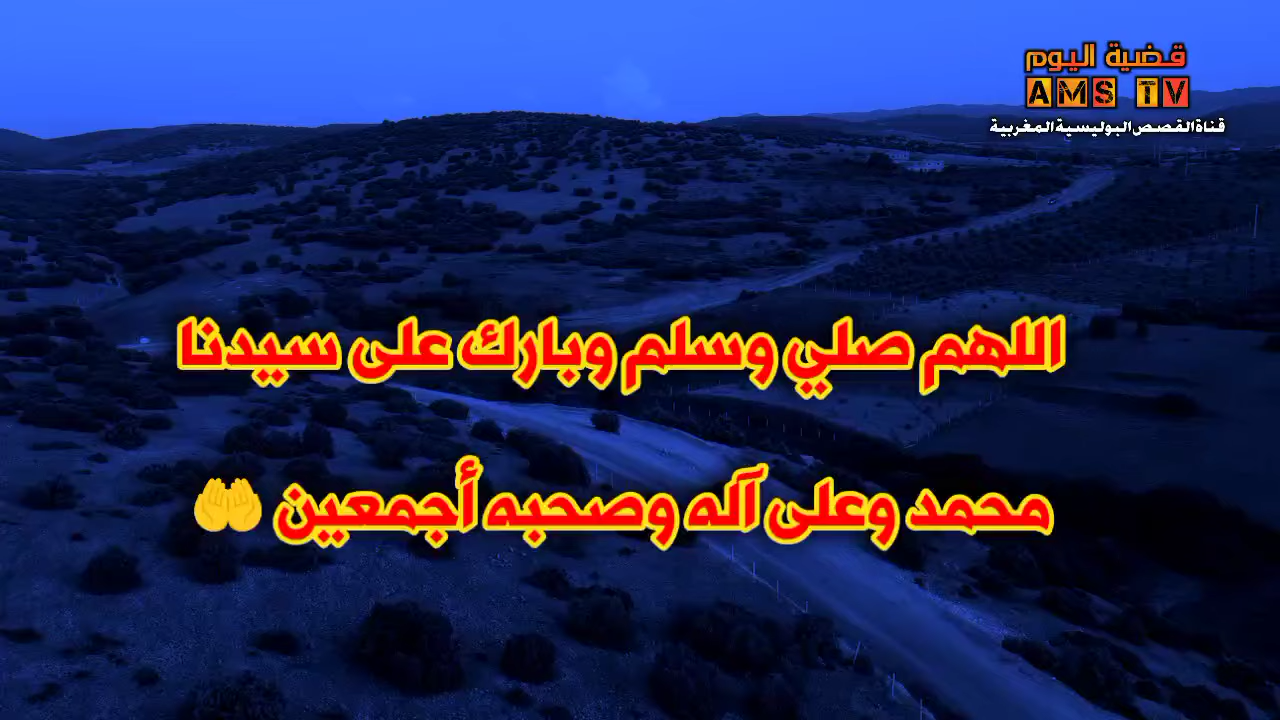 قضية اليوم
AMS TV
قناة القصص البوليسية المغربية
اللهم صلي وسلم وبارك على سيدنا
محمد وعلى آله وصحبه أجمعين 🤲